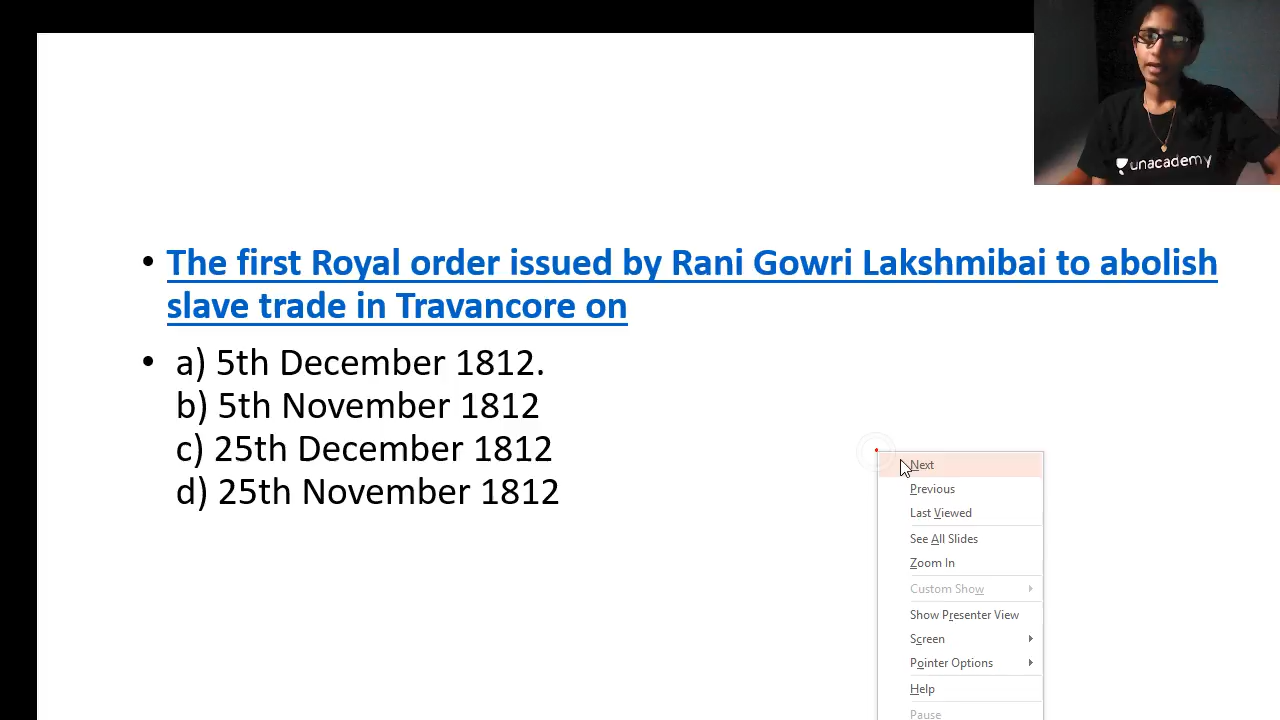 unacademy
• The first Royal order issued by Rani Gowri Lakshmibai to abolish
slave trade in Travancore on
• a) 5th December 1812.
b) 5th November 1812
c) 25th December 1812
d) 25th November 1812
Next
Previous
Last Viewed
See All Slides
Zoom In
Custom Show
Show Presenter View
Screen
Pointer Options
Help
Pause